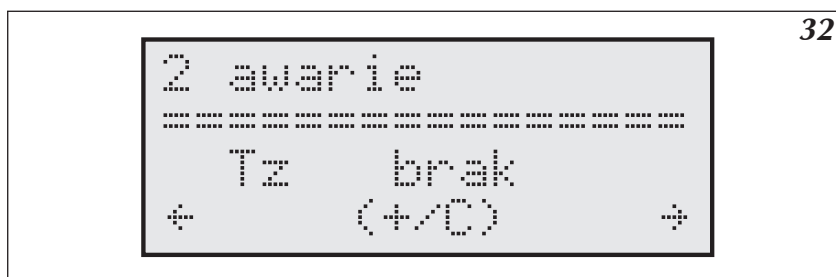 32
2 awarie
================
Tz brak
← (+/C) →